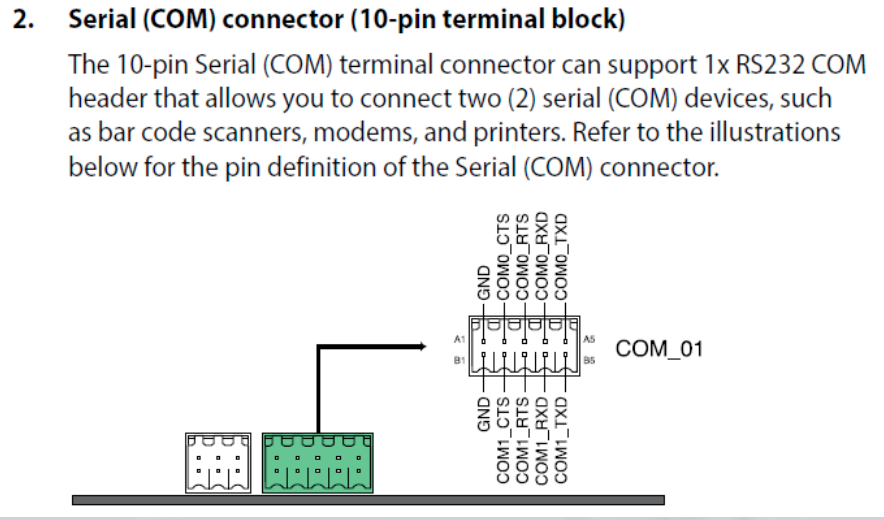 2. Serial (COM) connector (10-pin terminal block)
The 10-pin Serial (COM) terminal connector can support 1x RS232 COM
header that allows you to connect two (2) serial (COM) devices, such
as bar code scanners, modems, and printers. Refer to the illustrations
below for the pin definition of the Serial (COM) connector.
GND
COM0_CTS
COM0_RTS
COM0_RXD
COM0_TXD
A1
A5
B1
B5
COM_01
GND
COM1_CTS
COM1_RTS
COM1_RXD
COM1_TXD